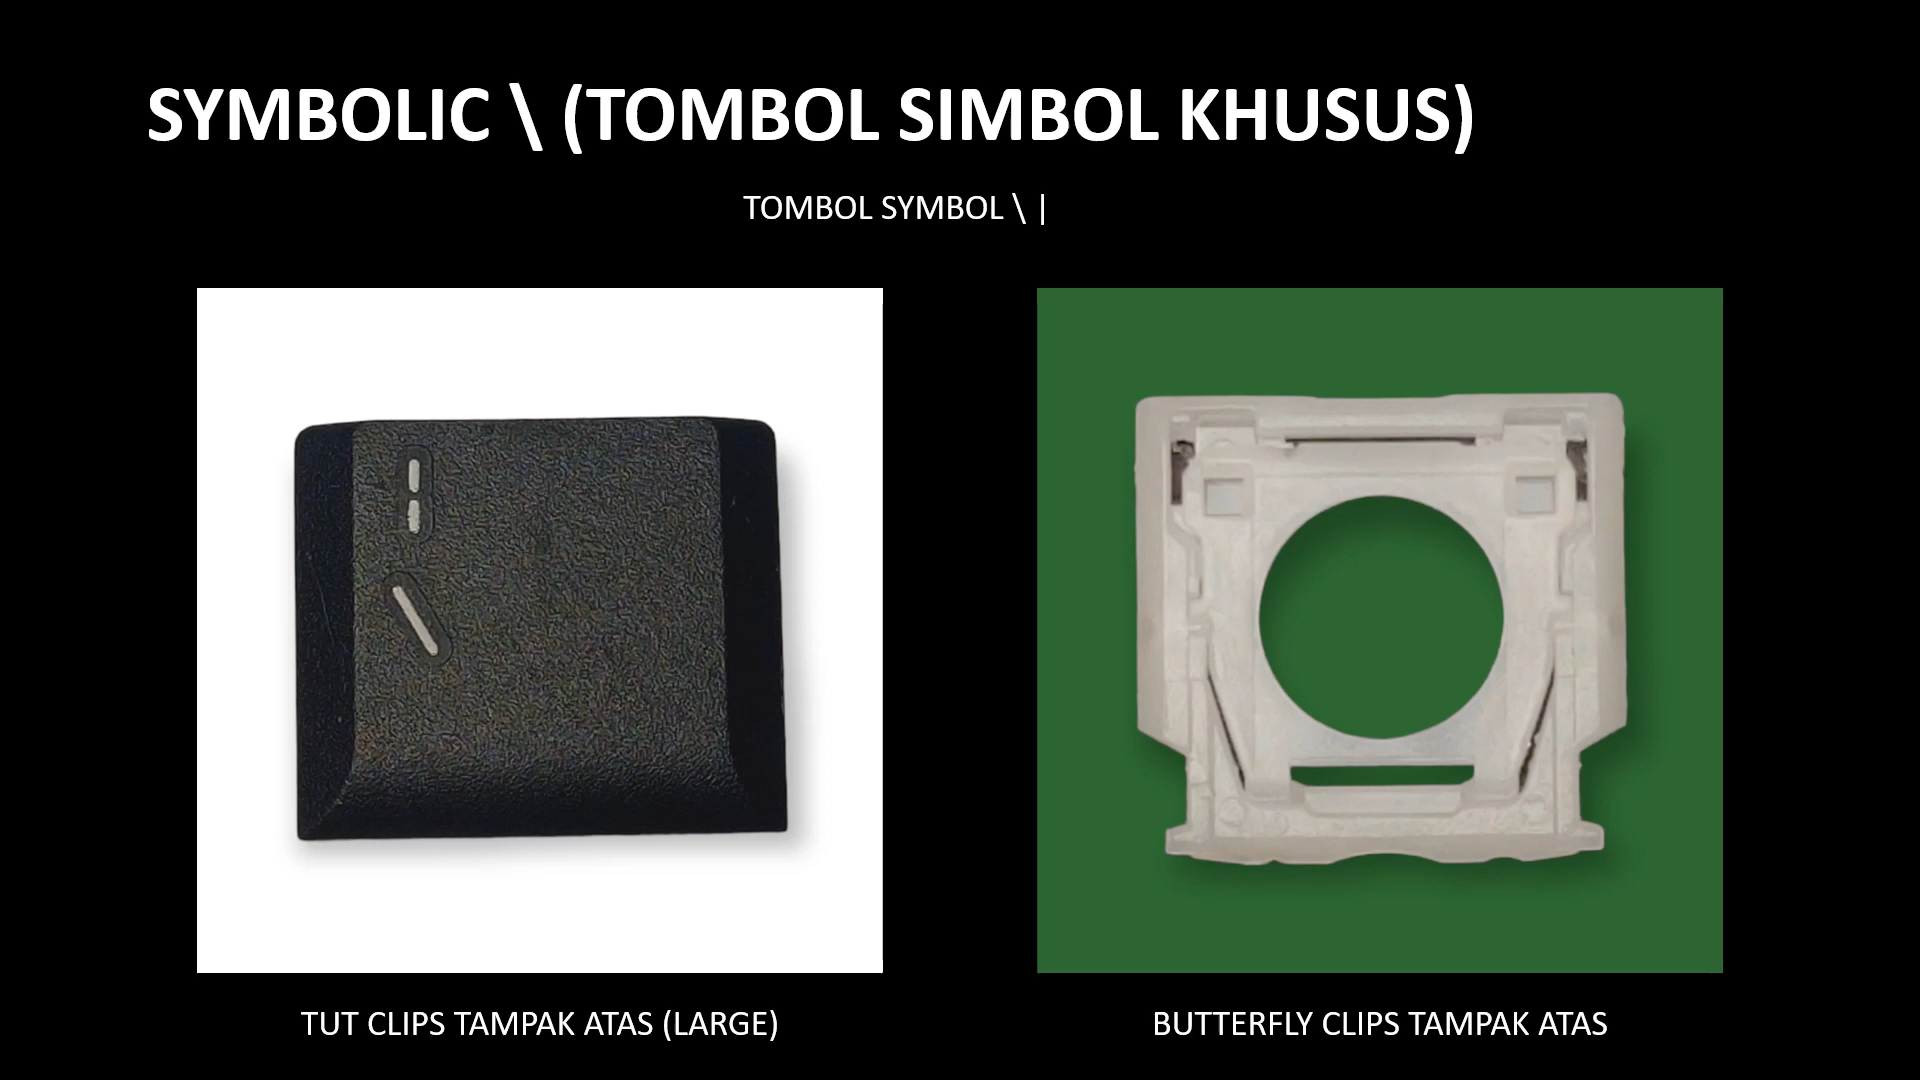 SYMBOLIC \ (TOMBOL SIMBOL KHUSUS)
TOMBOL SYMBOL \ |
¦
\
TUT CLIPS TAMPAK ATAS (LARGE)
BUTTERFLY CLIPS TAMPAK ATAS